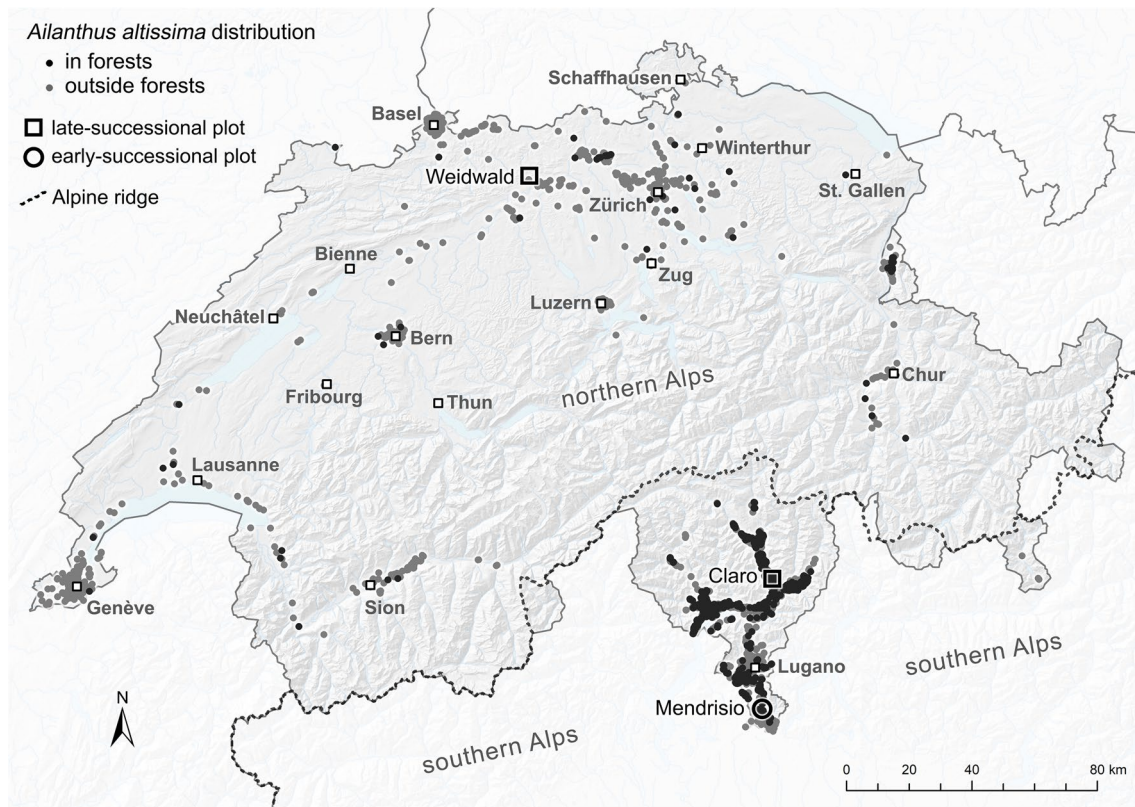 Ailanthus altissima distribution
in forests
outside forests
late-successional plot
early-successional plot
Alpine ridge
Schaffhausen
Basel
Winterthur
Weidwald
St. Gallen
Zürich
Bienne
Zug
Neuchâtel
Luzern
Bern
Chur
Fribourg
Thun
northern Alps
Lausanne
Claro
Genève
Sion
Lugano
southern Alps
Mendrisio
N
southern Alps
0 20 40 80 km